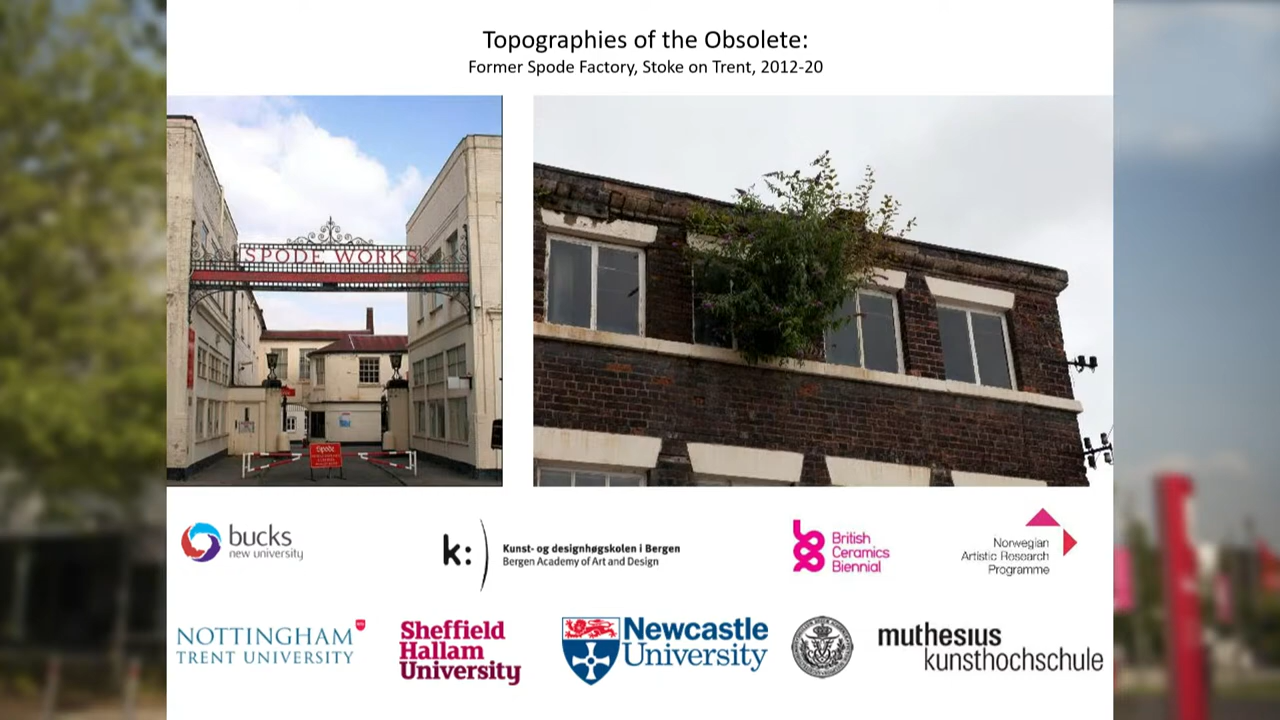 Topographies of the Obsolete:
Former Spode Factory, Stoke on Trent, 2012-20
SPODE WORKS
Spode
bucks
new university
k:
Kunst- og designhøgskolen i Bergen
Bergen Academy of Art and Design
British
Ceramics
Biennial
Norwegian
Artistic Research
Programme
NOTTINGHAM
TRENT UNIVERSITY
Sheffield
Hallam
University
Newcastle
University
muthesius
kunsthochschule